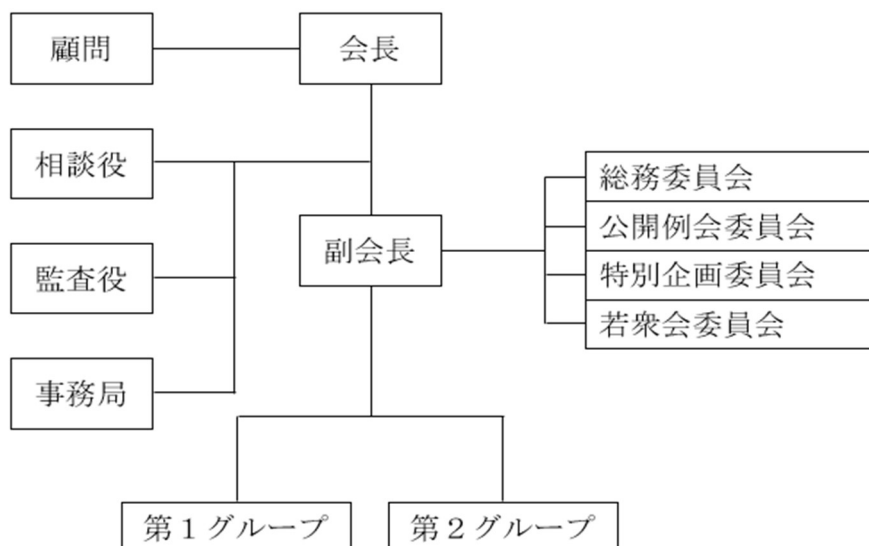 顧問
会長
相談役
総務委員会
公開例会委員会
副会長
監査役
特別企画委員会
若衆会委員会
事務局
第1グループ
第2グループ